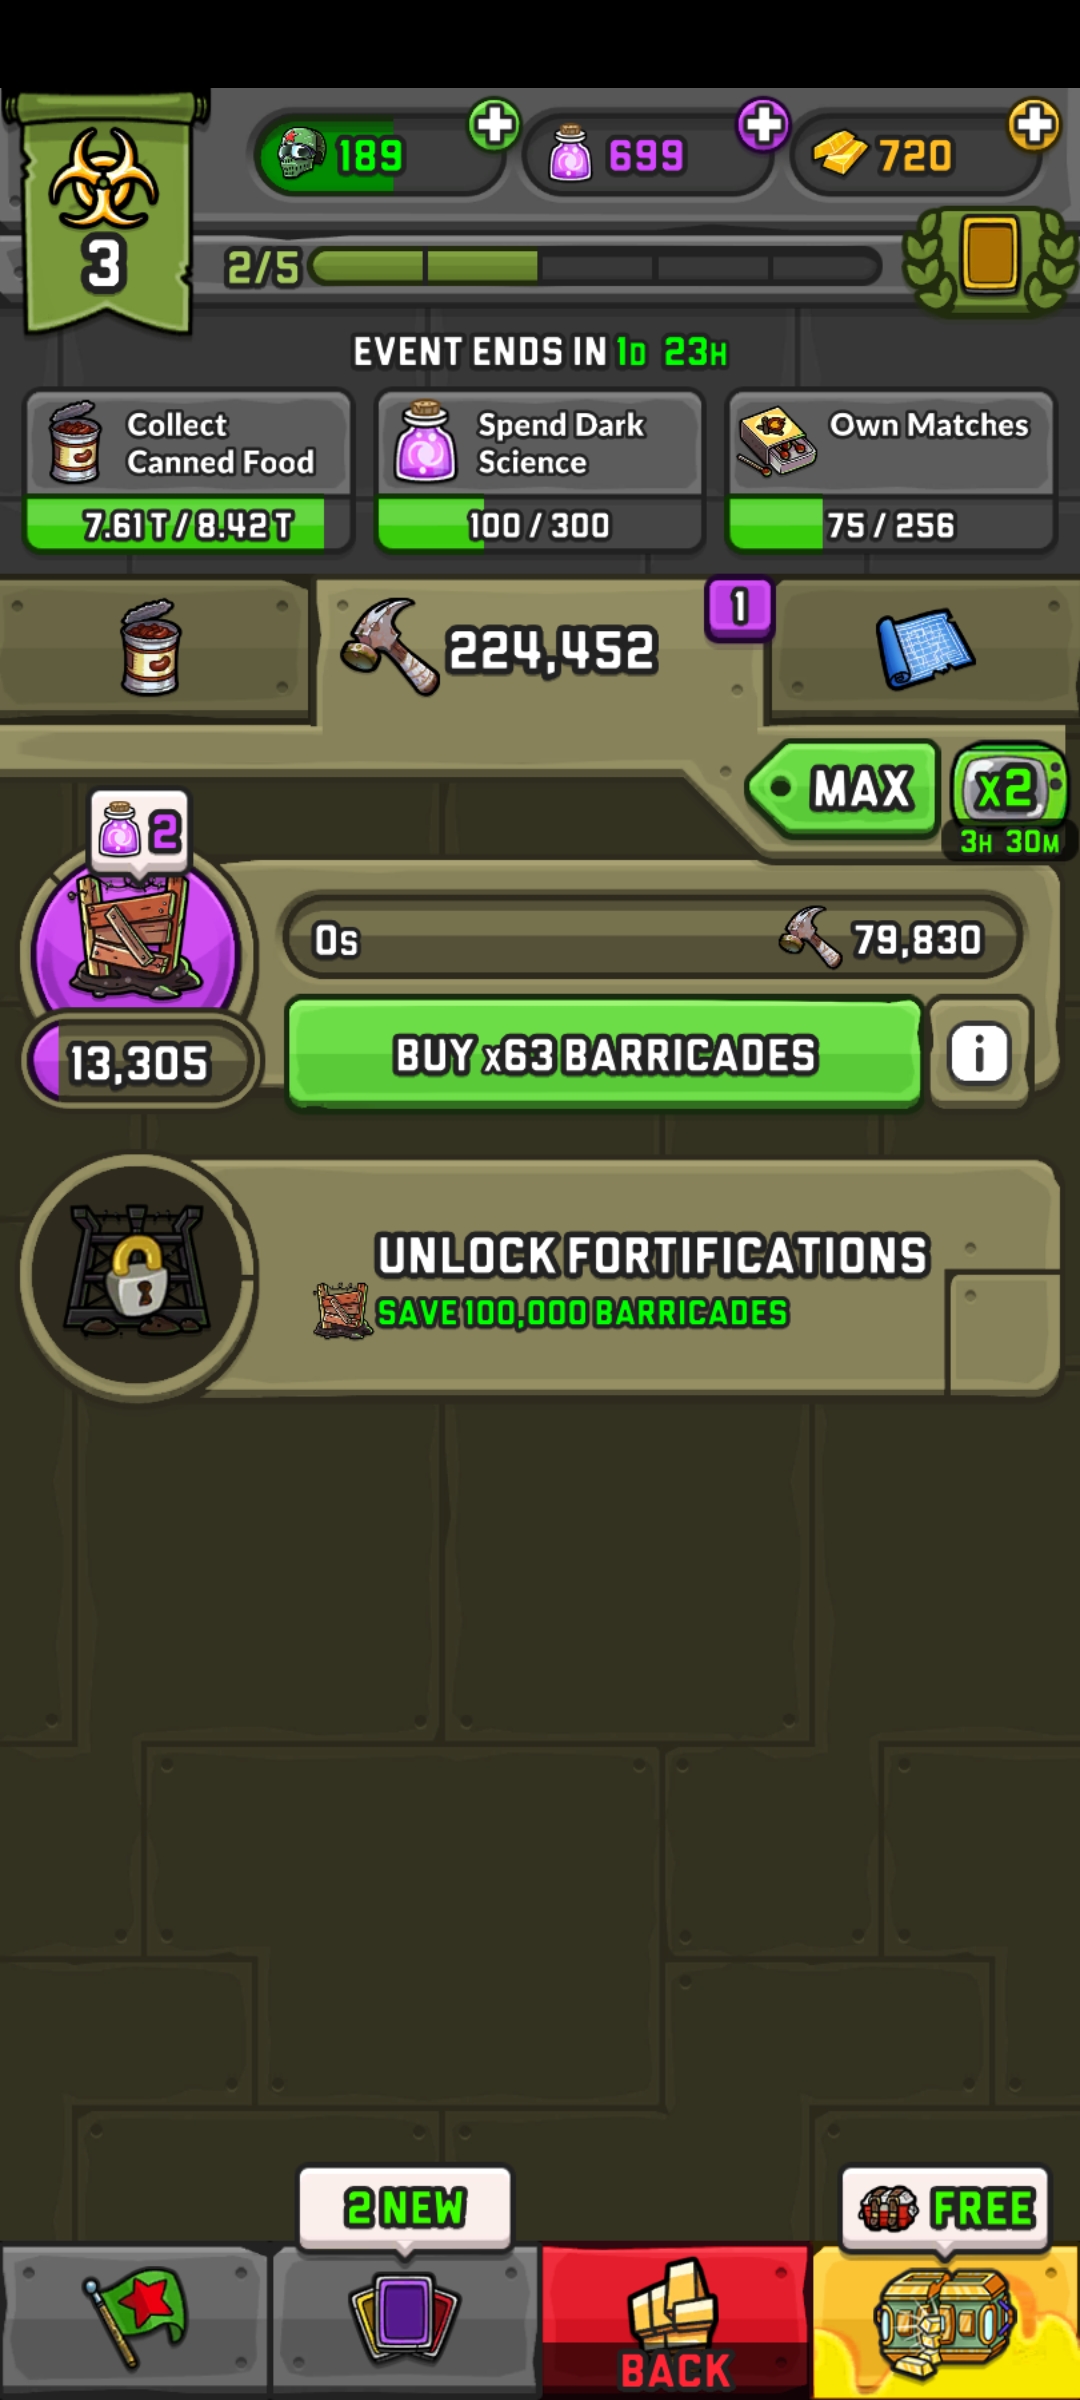 3
189
699
720
2/5
EVENT ENDS IN 1D 23H
Collect
Canned Food
7.61T/8.42T
Spend Dark
Science
100/300
Own Matches
75/256
224,452
1
MAX
x2
3H 30M
2
0s
79,830
13,305
BUY x63 BARRICADES
i
UNLOCK FORTIFICATIONS
SAVE 100,000 BARRICADES
2 NEW
FREE
BACK